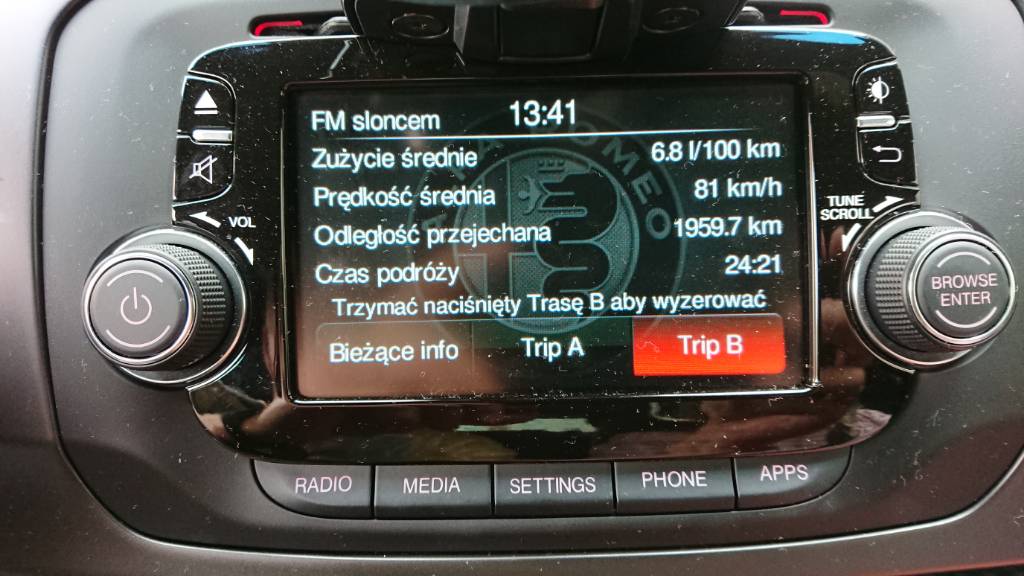 FM sloncem 13:41
Zużycie średnie 6.8 l/100 km
Prędkość średnia 81 km/h
Odległość przejechana 1959.7 km
Czas podróży 24:21
Trzymać naciśnięty Trasę B aby wyzerować
Bieżące info Trip A Trip B
VOL
TUNE
SCROLL
BROWSE
ENTER
RADIO MEDIA SETTINGS PHONE APPS